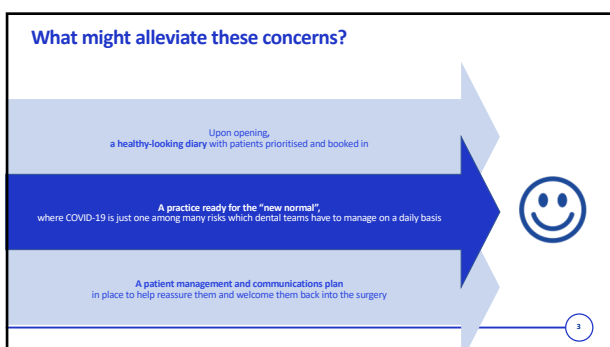 What might alleviate these concerns?
Upon opening,
a healthy-looking diary with patients prioritised and booked in
A practice ready for the “new normal”,
where COVID-19 is just one among many risks which dental teams have to manage on a daily basis
A patient management and communications plan
in place to help reassure them and welcome them back into the surgery
3